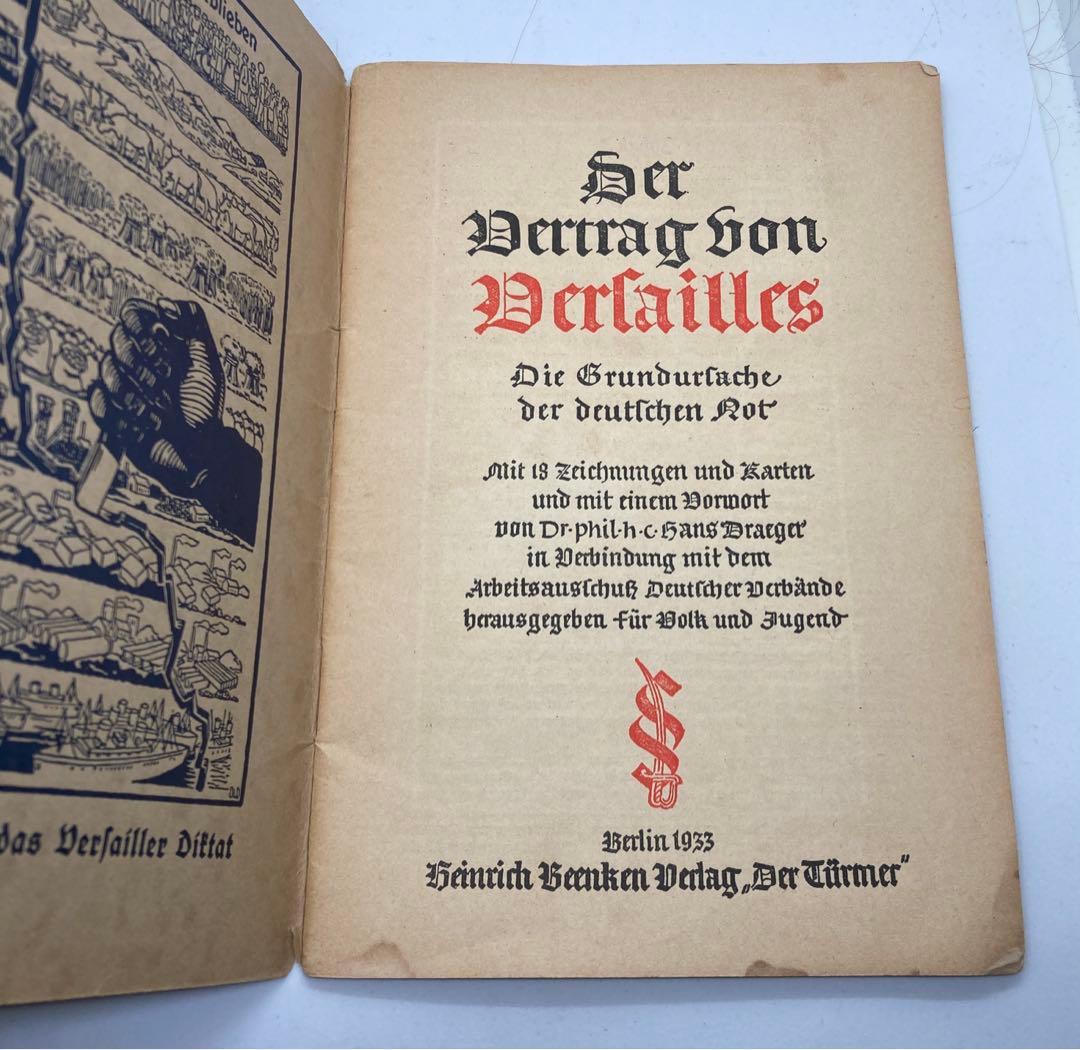 blieben
das Verſailler Diktat
Der
Vertrag von
Verſailles
Die Grundurſache
der deutſchen Not
Mit 18 Zeichnungen und Karten
und mit einem Vorwort
von Dr·phil·h·c·Hans Draeger
in Verbindung mit dem
Arbeitsausſchuß Deutſcher Verbände
herausgegeben für Volk und Jugend
§
Berlin 1933
Heinrich Beenken Verlag „Der Türmer“